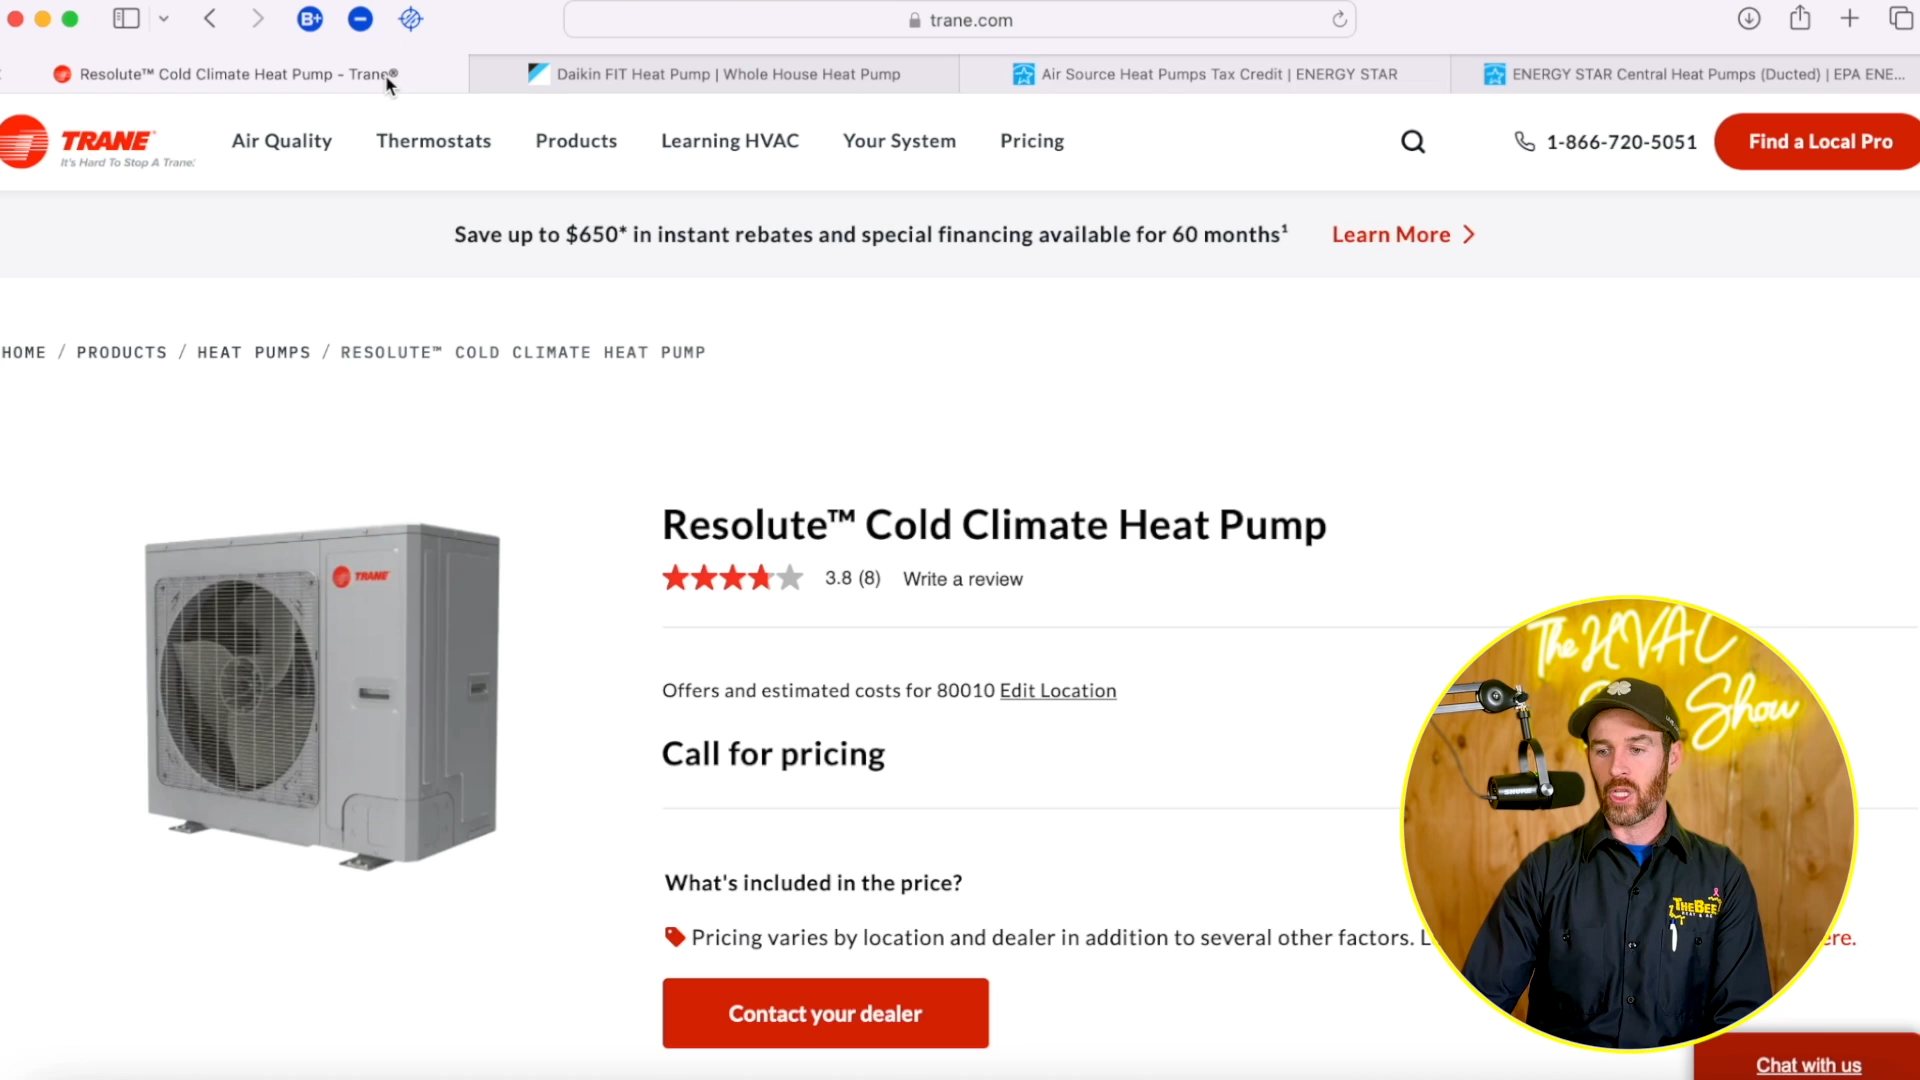 trane.com
Resolute™ Cold Climate Heat Pump - Trane®
Daikin FIT Heat Pump | Whole House Heat Pump
Air Source Heat Pumps Tax Credit | ENERGY STAR
ENERGY STAR Central Heat Pumps (Ducted) | EPA ENE...
TRANE®
It's Hard To Stop A Trane.®
Air Quality
Thermostats
Products
Learning HVAC
Your System
Pricing
1-866-720-5051
Find a Local Pro
Save up to $650* in instant rebates and special financing available for 60 months¹
Learn More
HOME / PRODUCTS / HEAT PUMPS / RESOLUTE™ COLD CLIMATE HEAT PUMP
TRANE
Resolute™ Cold Climate Heat Pump
3.8 (8) Write a review
Offers and estimated costs for 80010 Edit Location
Call for pricing
What's included in the price?
Pricing varies by location and dealer in addition to several other factors.
Contact your dealer
The HVAC
Show
SHURE
THEBEE
HEAT & AC
Chat with us
B+